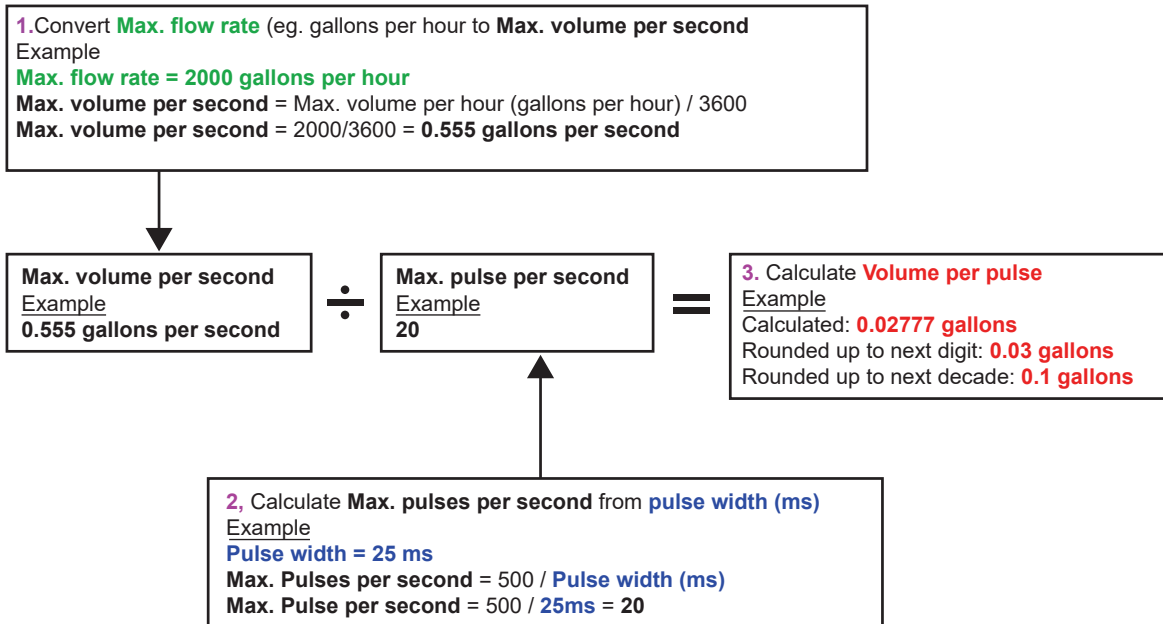 1.Convert Max. flow rate (eg. gallons per hour to Max. volume per second
Example
Max. flow rate = 2000 gallons per hour
Max. volume per second = Max. volume per hour (gallons per hour) / 3600
Max. volume per second = 2000/3600 = 0.555 gallons per second
Max. volume per second
Example
0.555 gallons per second
÷
Max. pulse per second
Example
20
=
3. Calculate Volume per pulse
Example
Calculated: 0.02777 gallons
Rounded up to next digit: 0.03 gallons
Rounded up to next decade: 0.1 gallons
2, Calculate Max. pulses per second from pulse width (ms)
Example
Pulse width = 25 ms
Max. Pulses per second = 500 / Pulse width (ms)
Max. Pulse per second = 500 / 25ms = 20